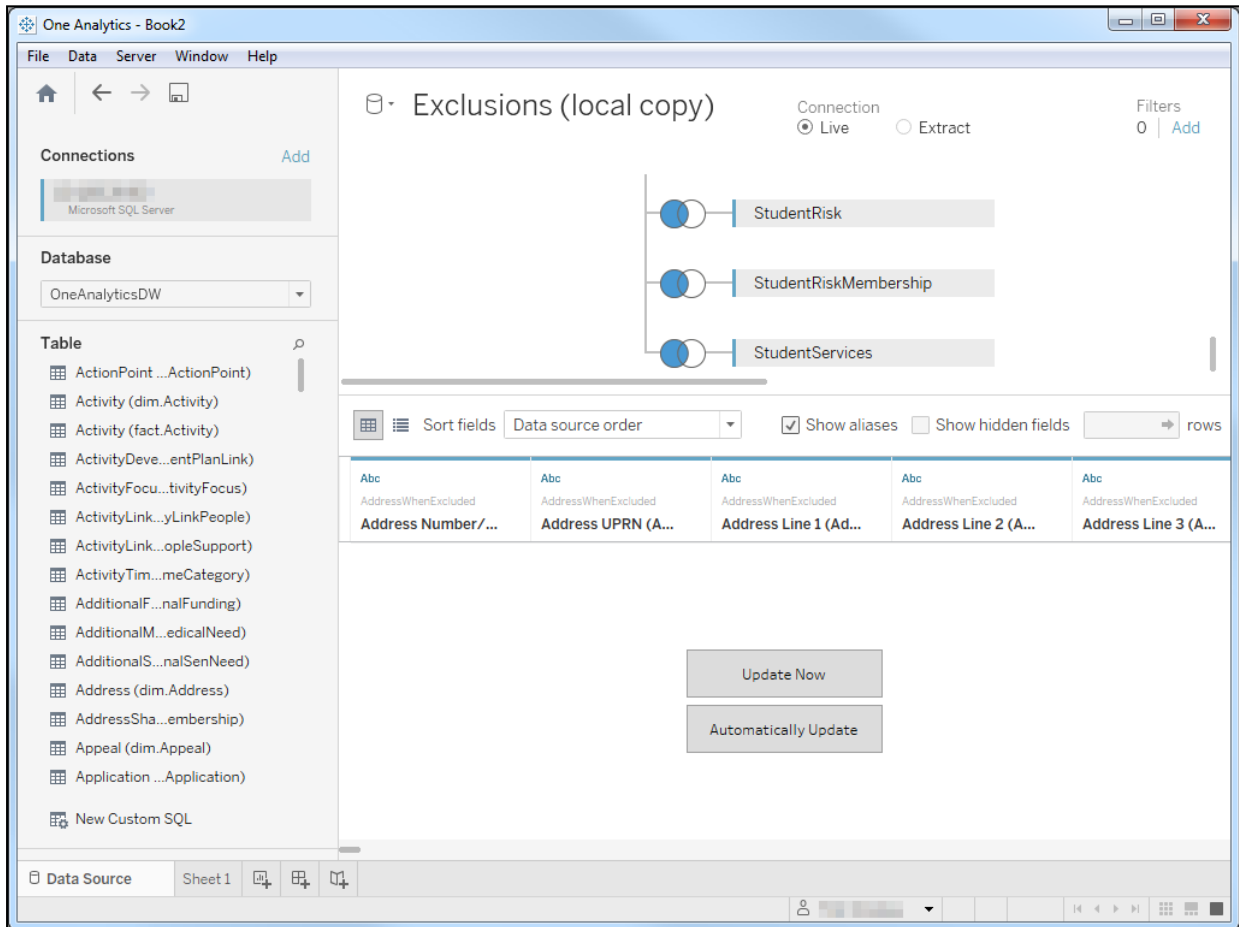 One Analytics - Book2
File Data Server Window Help
Exclusions (local copy)
Connection
Live Extract
Filters
0 Add
Connections Add
Microsoft SQL Server
Database
OneAnalyticsDW
Table
ActionPoint ...ActionPoint)
Activity (dim.Activity)
Activity (fact.Activity)
ActivityDeve...entPlanLink)
ActivityFocu...tivityFocus)
ActivityLink...yLinkPeople)
ActivityLink...opleSupport)
ActivityTim...meCategory)
AdditionalF...nalFunding)
AdditionalM...edicalNeed)
AdditionalS...nalSenNeed)
Address (dim.Address)
AddressSha...embership)
Appeal (dim.Appeal)
Application ...Application)
New Custom SQL
StudentRisk
StudentRiskMembership
StudentServices
Sort fields Data source order Show aliases Show hidden fields rows
Abc Abc Abc Abc Abc
AddressWhenExcluded AddressWhenExcluded AddressWhenExcluded AddressWhenExcluded AddressWhenExcluded
Address Number/... Address UPRN (A... Address Line 1 (Ad... Address Line 2 (A... Address Line 3 (A...
Update Now
Automatically Update
Data Source Sheet 1